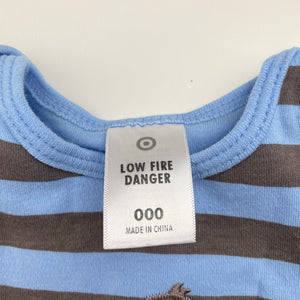 LOW FIRE
DANGER
000
MADE IN CHINA